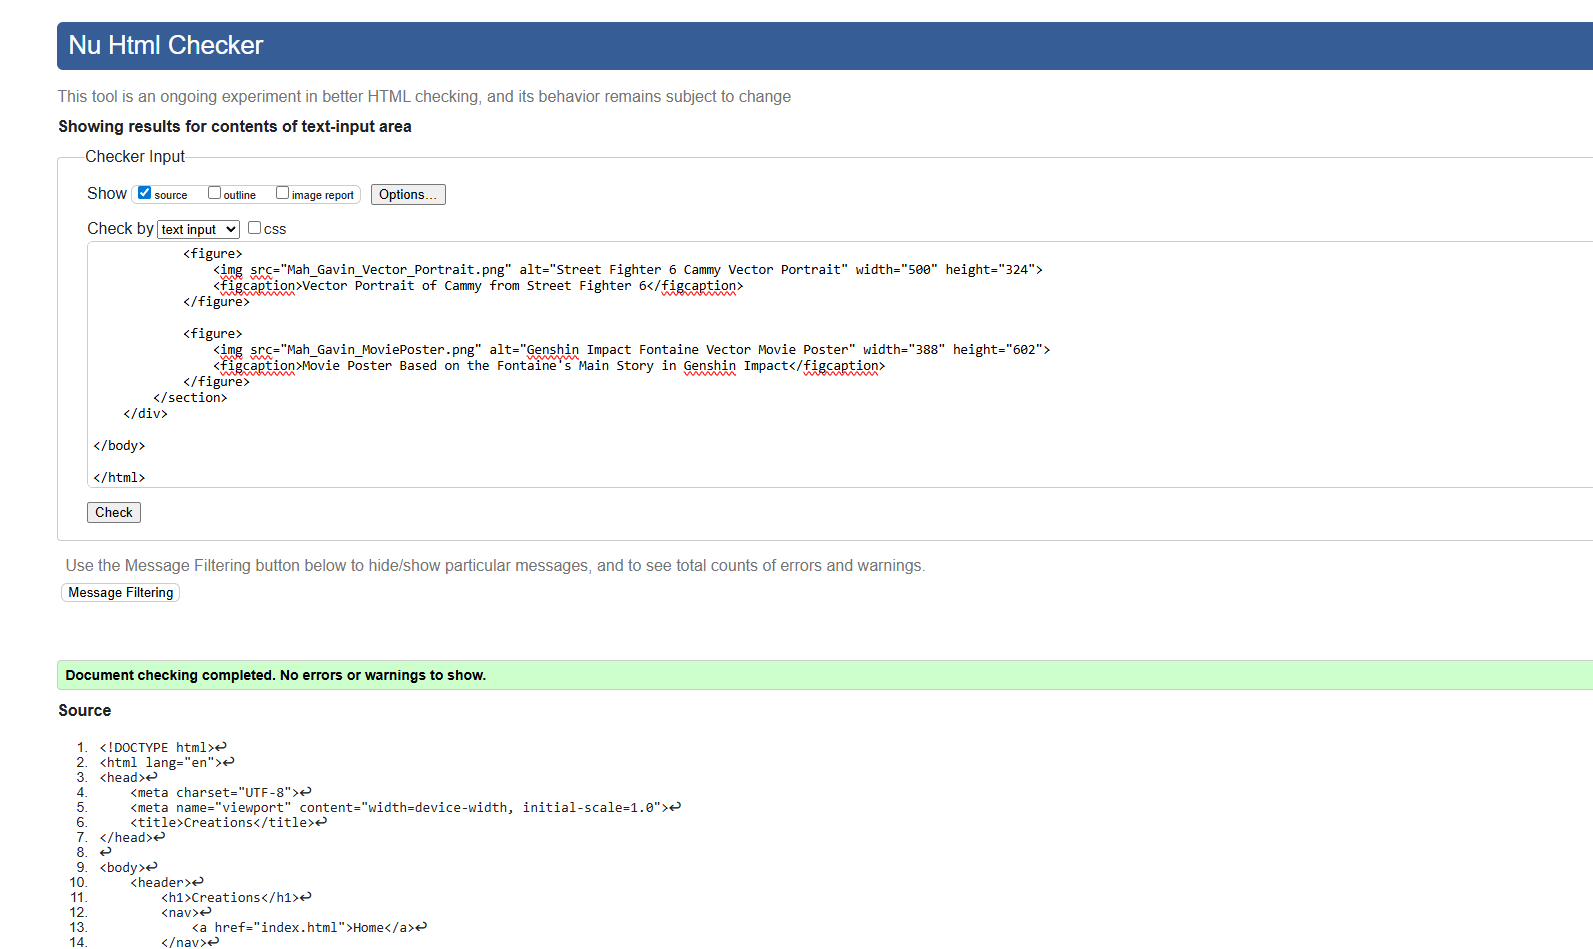 Nu Html Checker
This tool is an ongoing experiment in better HTML checking, and its behavior remains subject to change
Showing results for contents of text-input area
Checker Input
Show source outline image report Options...
Check by text input css
<figure>
<img src="Mah_Gavin_Vector_Portrait.png" alt="Street Fighter 6 Cammy Vector Portrait" width="500" height="324">
<figcaption>Vector Portrait of Cammy from Street Fighter 6</figcaption>
</figure>
<figure>
<img src="Mah_Gavin_MoviePoster.png" alt="Genshin Impact Fontaine Vector Movie Poster" width="388" height="602">
<figcaption>Movie Poster Based on the Fontaine's Main Story in Genshin Impact</figcaption>
</figure>
</section>
</div>
</body>
</html>
Check
Use the Message Filtering button below to hide/show particular messages, and to see total counts of errors and warnings.
Message Filtering
Document checking completed. No errors or warnings to show.
Source
1. <!DOCTYPE html>↩
2. <html lang="en">↩
3. <head>↩
4. <meta charset="UTF-8">↩
5. <meta name="viewport" content="width=device-width, initial-scale=1.0">↩
6. <title>Creations</title>↩
7. </head>↩
8. ↩
9. <body>↩
10. <header>↩
11. <h1>Creations</h1>↩
12. <nav>↩
13. <a href="index.html">Home</a>↩
14. </nav>↩